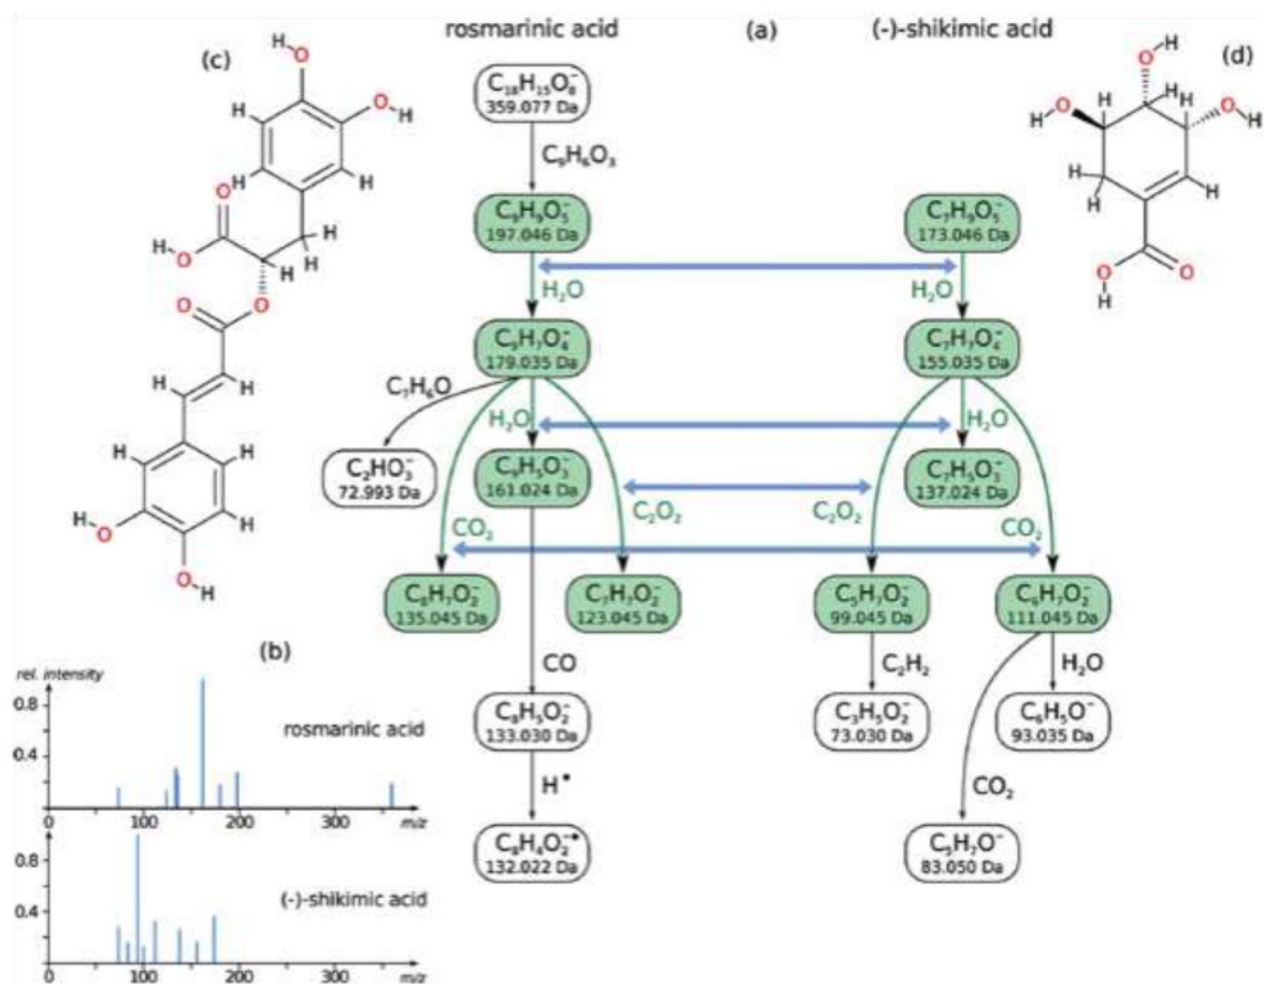 rosmarinic acid (a) (-)-shikimic acid
(c)
(d)
H O
O H
H
H
H
H
O
H O
H
H
H
O
O
H
H
H
H
H
H O
O H
O H
H O
H
H
H
O H
H
H
H
O
O
H
C₁₈H₁₅O₈⁻
359.077 Da
C₉H₆O₃
C₉H₉O₅⁻
197.046 Da
C₇H₉O₅⁻
173.046 Da
H₂O
H₂O
C₉H₇O₄⁻
179.035 Da
C₇H₇O₄⁻
155.035 Da
C₇H₆O
H₂O
H₂O
C₂HO₃⁻
72.993 Da
C₉H₅O₃⁻
161.024 Da
C₇H₅O₃⁻
137.024 Da
CO₂
C₂O₂
C₂O₂
CO₂
C₈H₇O₂⁻
135.045 Da
C₇H₇O₂⁻
123.045 Da
C₅H₇O₂⁻
99.045 Da
C₆H₇O₂⁻
111.045 Da
CO
C₂H₂
H₂O
C₈H₅O₂⁻
133.030 Da
C₃H₅O₂⁻
73.030 Da
C₆H₅O⁻
93.035 Da
H•
CO₂
C₈H₄O₂⁻•
132.022 Da
C₅H₇O⁻
83.050 Da
(b)
rel. intensity
0.8
rosmarinic acid
0.4
0 100 200 300 m/z
0.8
(-)-shikimic acid
0.4
0 100 200 300 m/z